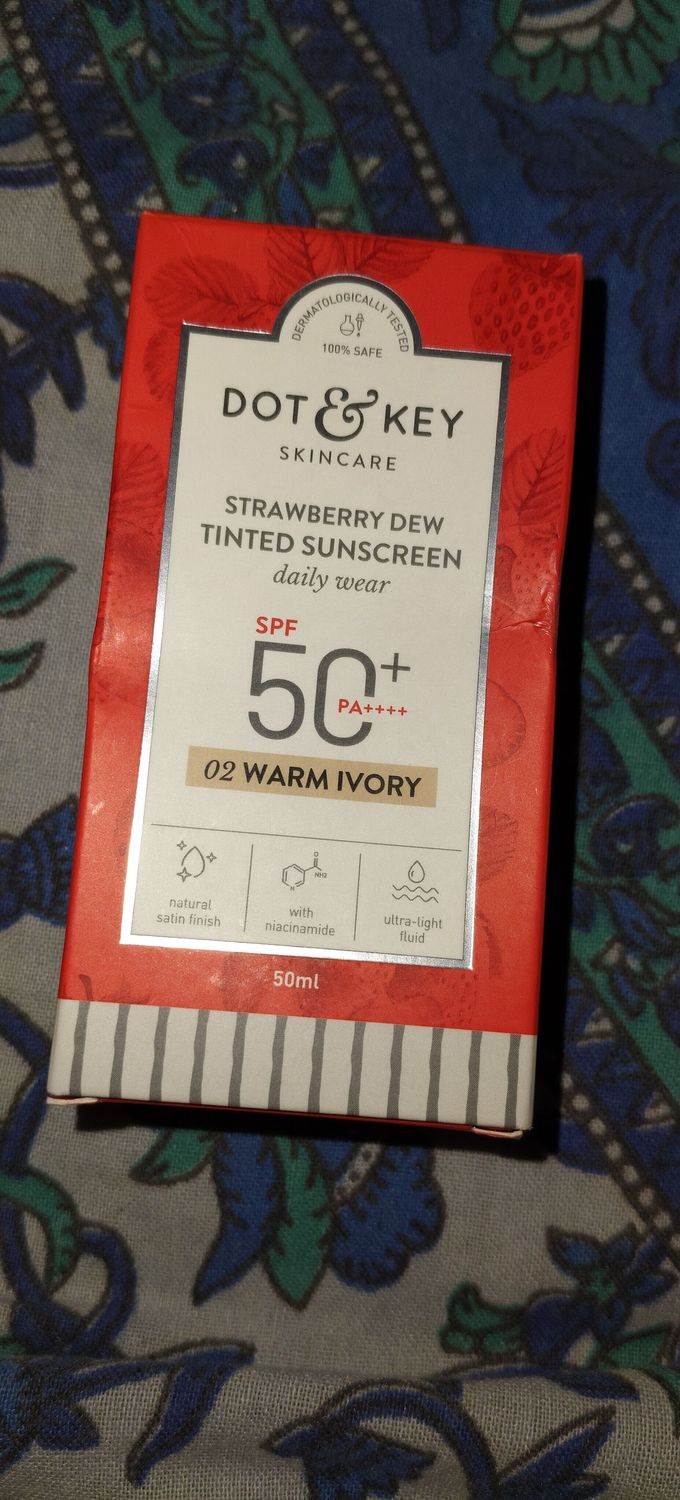 DERMATOLOGICALLY TESTED
100% SAFE
DOT & KEY
SKINCARE
STRAWBERRY DEW
TINTED SUNSCREEN
daily wear
SPF
50+
PA++++
02 WARM IVORY
O
N
NH2
natural
satin finish
with
niacinamide
ultra-light
fluid
50ml